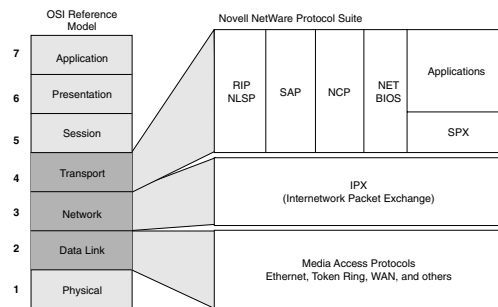 OSI Reference
Model
Novell NetWare Protocol Suite
7
Application
6
Presentation
5
Session
4
Transport
3
Network
2
Data Link
1
Physical
RIP
NLSP
SAP
NCP
NET
BIOS
Applications
SPX
IPX
(Internetwork Packet Exchange)
Media Access Protocols
Ethernet, Token Ring, WAN, and others